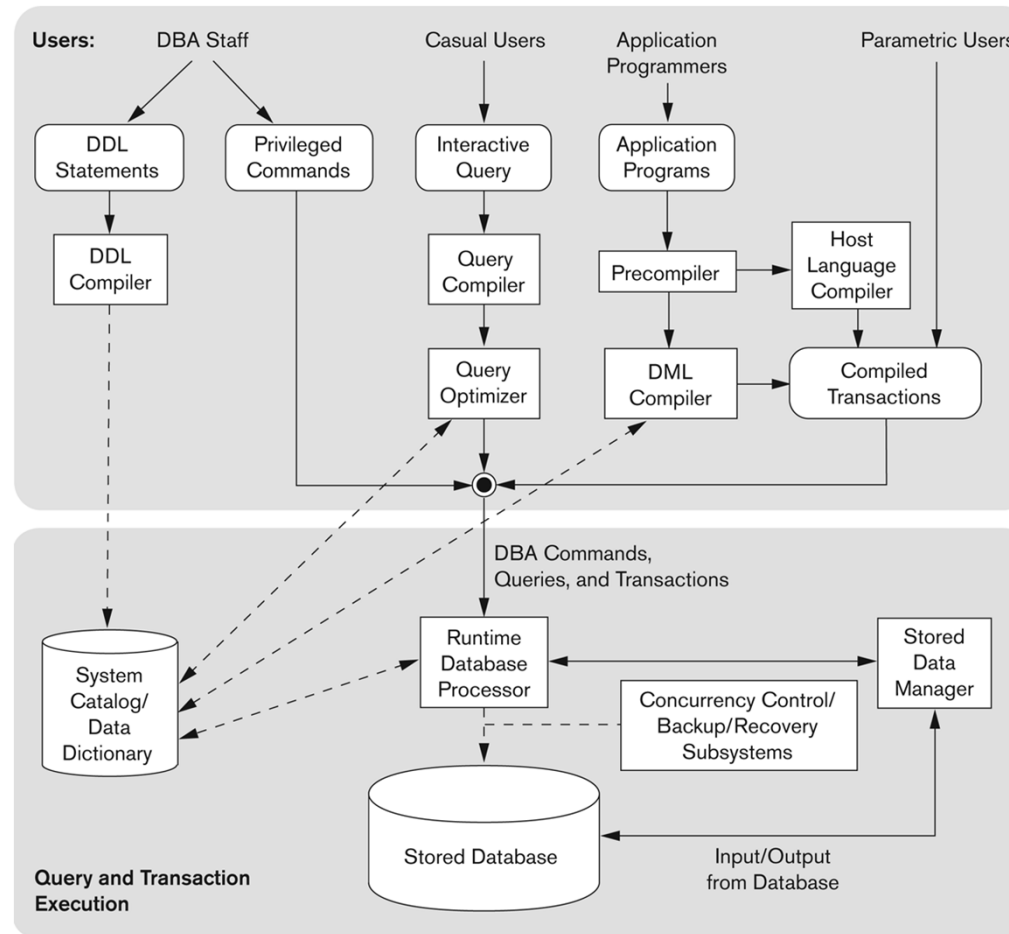 Users:
DBA Staff
Casual Users
Application
Programmers
Parametric Users
DDL
Statements
Privileged
Commands
Interactive
Query
Application
Programs
DDL
Compiler
Query
Compiler
Precompiler
Host
Language
Compiler
Query
Optimizer
DML
Compiler
Compiled
Transactions
DBA Commands,
Queries, and Transactions
System
Catalog/
Data
Dictionary
Runtime
Database
Processor
Stored
Data
Manager
Concurrency Control/
Backup/Recovery
Subsystems
Stored Database
Input/Output
from Database
Query and Transaction
Execution